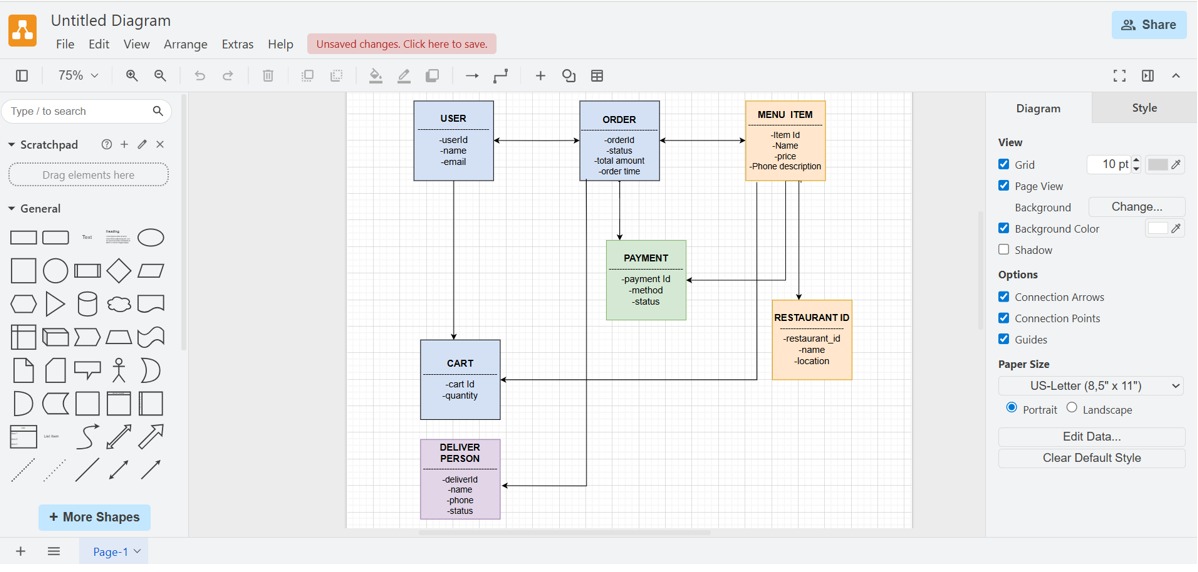 Untitled Diagram
Share
File Edit View Arrange Extras Help Unsaved changes. Click here to save.
75%
Type / to search
Scratchpad
Drag elements here
General
Text
Heading
List Item
+ More Shapes
Page-1
USER
-userId
-name
-email
ORDER
-orderId
-status
-total amount
-order time
MENU ITEM
-Item Id
-Name
-price
-Phone description
PAYMENT
-payment Id
-method
-status
RESTAURANT ID
-restaurant_id
-name
-location
CART
-cart Id
-quantity
DELIVER
PERSON
-deliverId
-name
-phone
-status
Diagram Style
View
Grid 10 pt
Page View
Background Change...
Background Color
Shadow
Options
Connection Arrows
Connection Points
Guides
Paper Size
US-Letter (8,5" x 11")
Portrait Landscape
Edit Data...
Clear Default Style